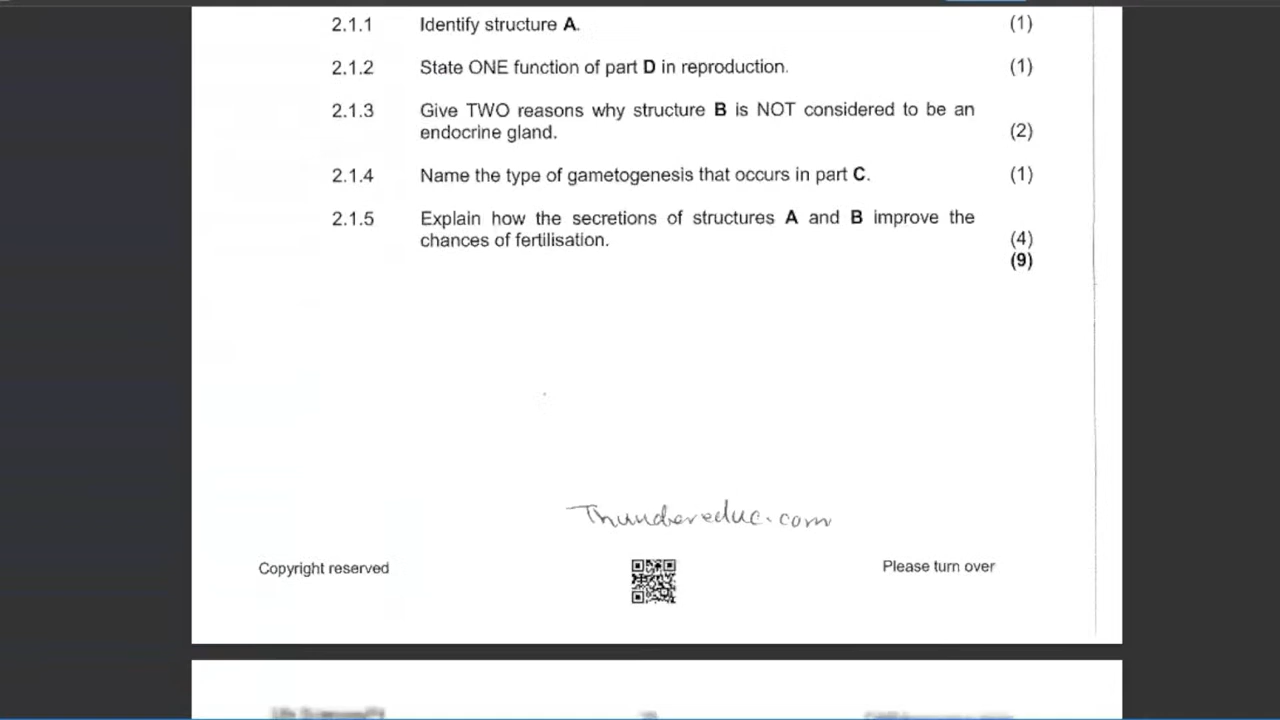 2.1.1 Identify structure A. (1)
2.1.2 State ONE function of part D in reproduction. (1)
2.1.3 Give TWO reasons why structure B is NOT considered to be an
endocrine gland. (2)
2.1.4 Name the type of gametogenesis that occurs in part C. (1)
2.1.5 Explain how the secretions of structures A and B improve the
chances of fertilisation. (4)
(9)
Thundereduc.com
Copyright reserved
Please turn over